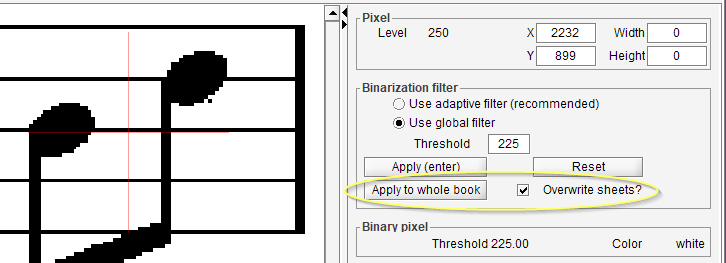 Pixel
Level 250 X 2232 Width 0
Y 899 Height 0
Binarization filter
Use adaptive filter (recommended)
Use global filter
Threshold 225
Apply (enter) Reset
Apply to whole book Overwrite sheets?
Binary pixel
Threshold 225.00 Color white